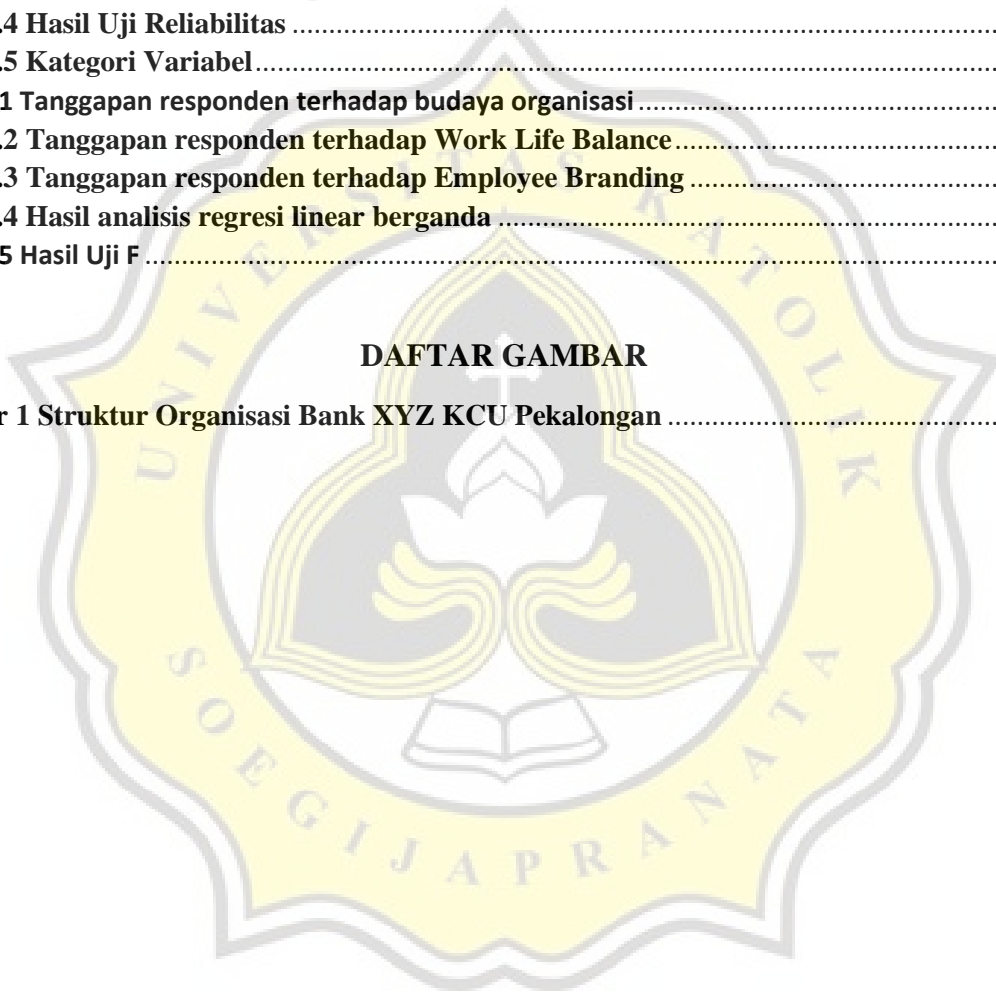 .4 Hasil Uji Reliabilitas ........................................................................................................
.5 Kategori Variabel.............................................................................................................
1 Tanggapan responden terhadap budaya organisasi ..................................................
.2 Tanggapan responden terhadap Work Life Balance.............................................
.3 Tanggapan responden terhadap Employee Branding ...........................................
.4 Hasil analisis regresi linear berganda .....................................................................
5 Hasil Uji F .....................................................................................................................
DAFTAR GAMBAR
r 1 Struktur Organisasi Bank XYZ KCU Pekalongan ..............................................
UNIVERSITAS KATOLIK
SOEGIJAPRANATA